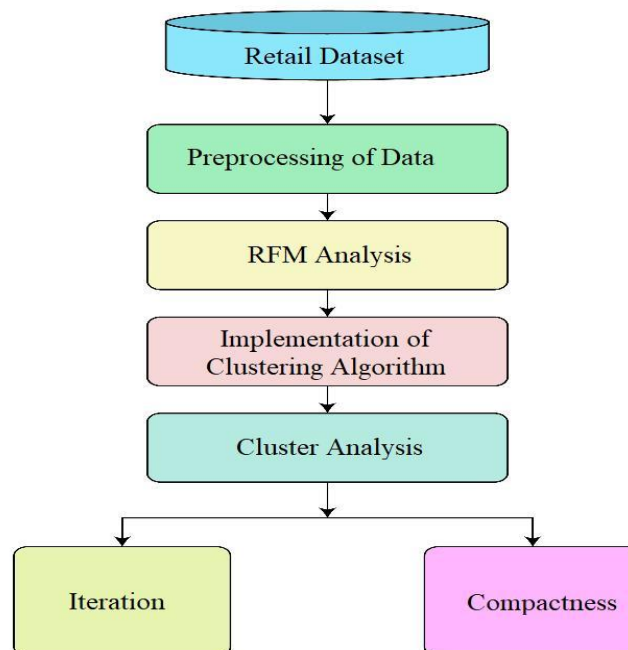 Retail Dataset
Preprocessing of Data
RFM Analysis
Implementation of
Clustering Algorithm
Cluster Analysis
Iteration
Compactness